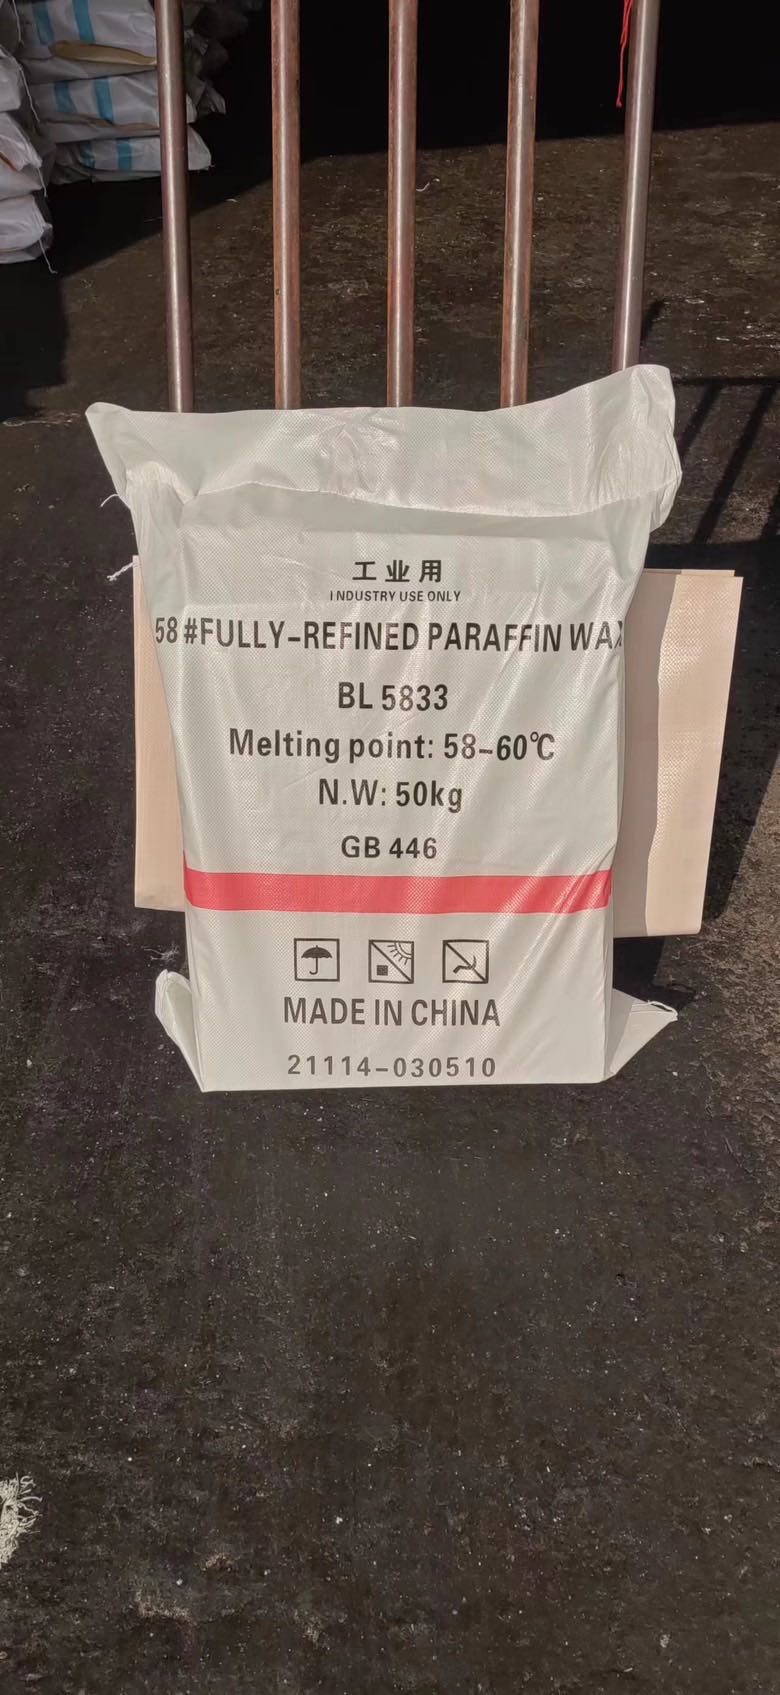 工业用
INDUSTRY USE ONLY
58#FULLY-REFINED PARAFFIN WAX
BL 5833
Melting point: 58-60℃
N.W: 50kg
GB 446
MADE IN CHINA
21114-030510